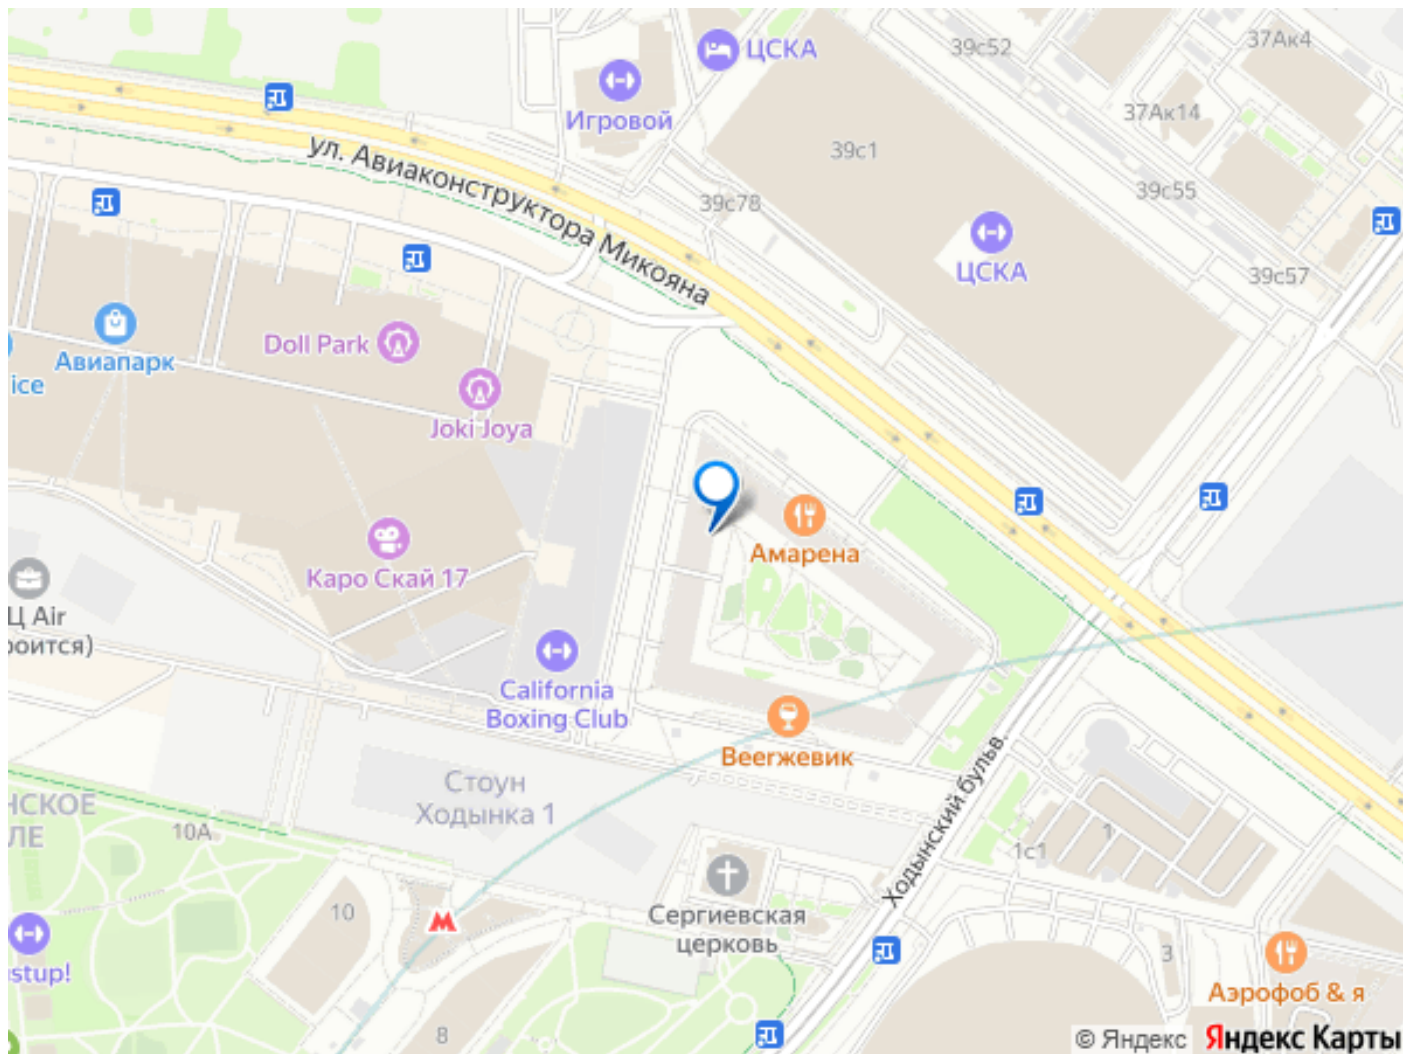 ЦСКА
39с52
37Ак4
Игровой
37Ак14
39с1
ул. Авиаконструктора Микояна
39с78
39с55
ЦСКА
39с57
Doll Park
Авиапарк
ice
Joki Joya
Амарена
Каро Скай 17
Ц Air
роится)
California
Boxing Club
Веегжевик
Ходынский бульв.
Стоун
Ходынка 1
НСКОЕ
ЛЕ
10А
1
1с1
Сергиевская
церковь
10
М
stup!
3
Аэрофоб & я
8
© Яндекс Яндекс Карты